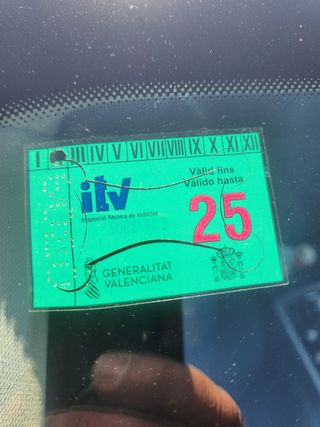 I III IV V VI VII VIII IX X XI XII
itv
Inspecció Tècnica de Vehicles
Vàlid fins
Válido hasta
25
GENERALITAT
VALENCIANA